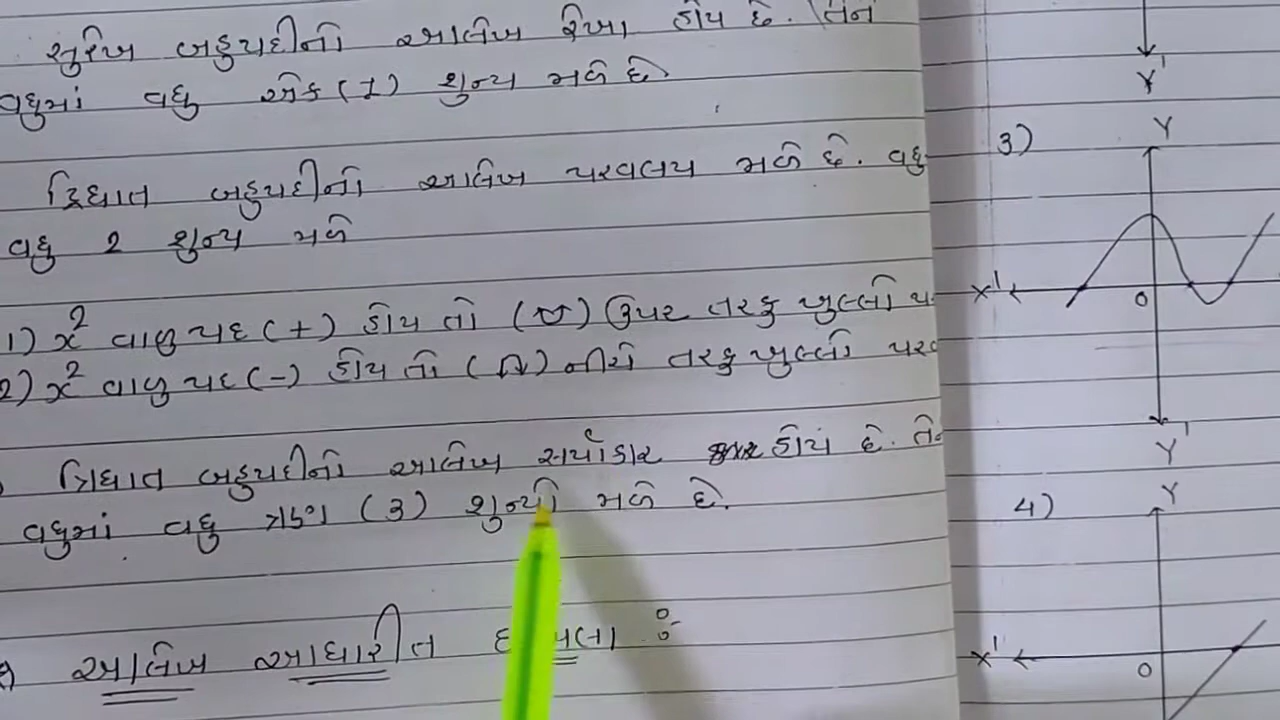 સુરેખ બહુપદીનો આલેખ રેખા હોય છે. તેને
વધુમાં વધુ એક (1) શુન્ય મળે છે.
દ્વિઘાત બહુપદીનો આલેખ પરવલય મળે છે. વધુ
વધુ 2 શુન્ય મળે
1) x² વાળુ પદ (+) હોય તો (∪) ઉપર તરફ ખુલ્લો પ
2) x² વાળુ પદ (-) હોય તો (∩) નીચે તરફ ખુલ્લો પરવ
ત્રિઘાત બહુપદીનો આલેખ સર્પાકાર હોય છે. તેન
વધુમાં વધુ ત્રણ (3) શુન્યો મળે છે.
આલેખ આધારીત
Y'
3)
Y
X'
O
Y'
4)
Y
X'
O